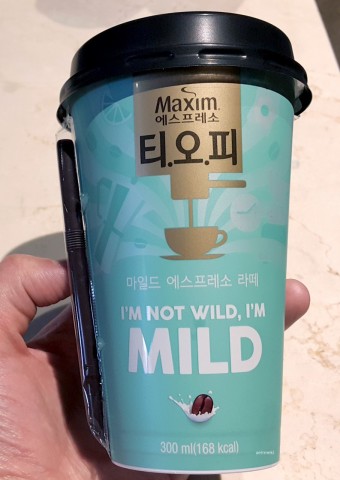 Maxim
에스프레소
티.오.피
마일드 에스프레소 라떼
I'M NOT WILD, I'M
MILD
300 ml(168 kcal)